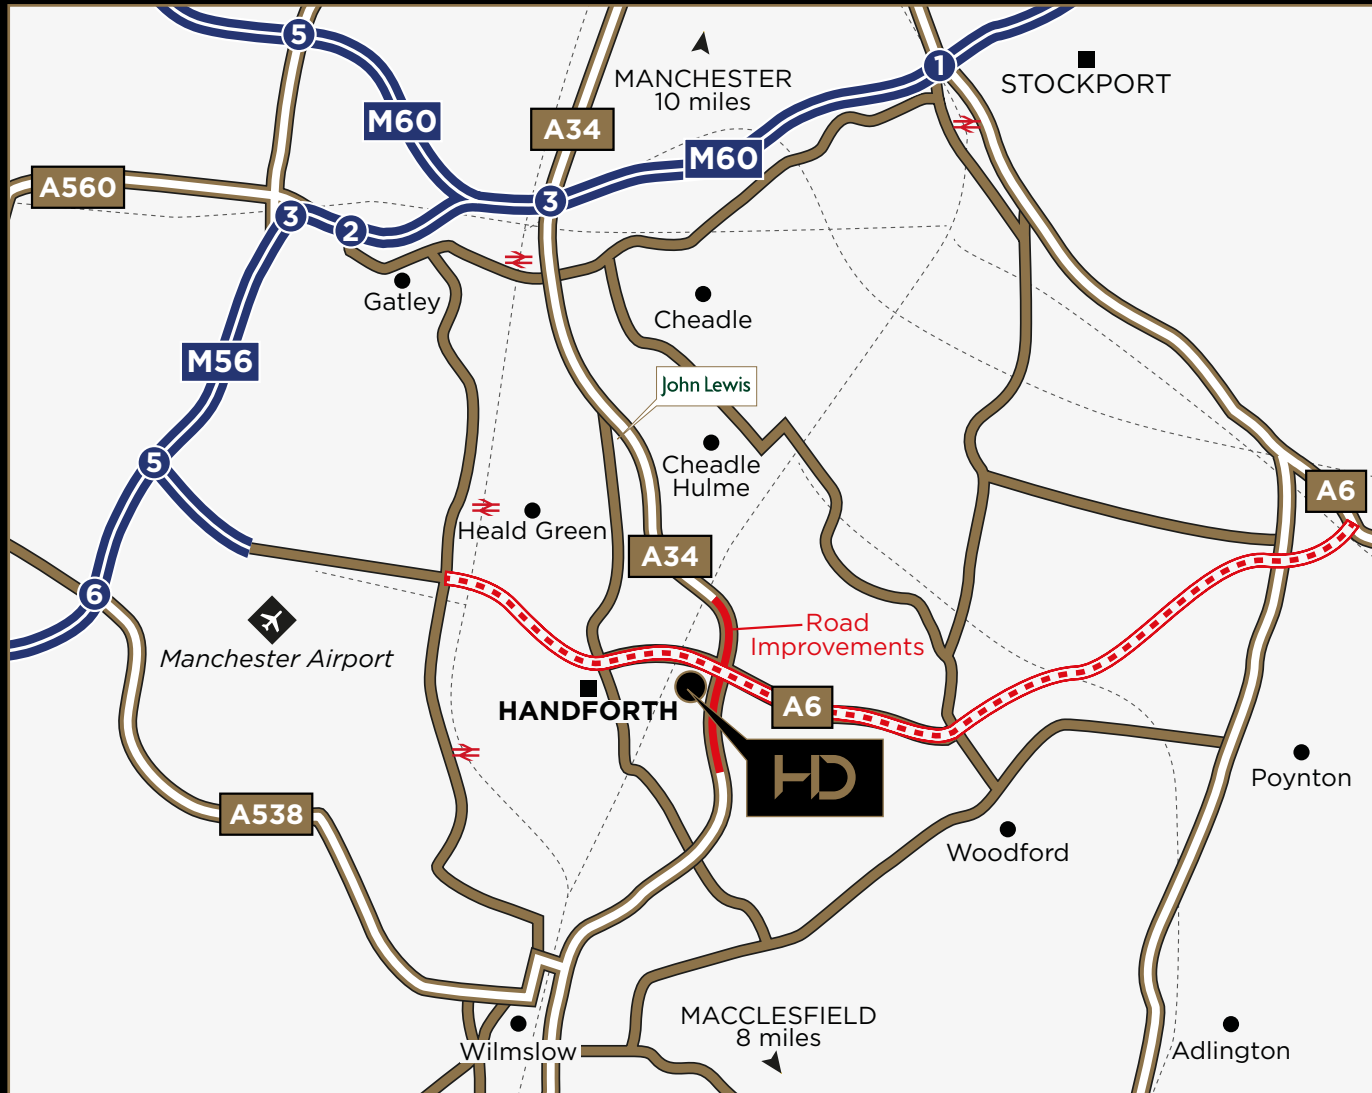 5
1
MANCHESTER
10 miles
STOCKPORT
M60
A34
M60
A560
3
2
3
Gatley
Cheadle
M56
John Lewis
Cheadle
Hulme
5
A6
Heald Green
A34
6
Road
Improvements
Manchester Airport
HANDFORTH
A6
HD
Poynton
A538
Woodford
MACCLESFIELD
8 miles
Wilmslow
Adlington